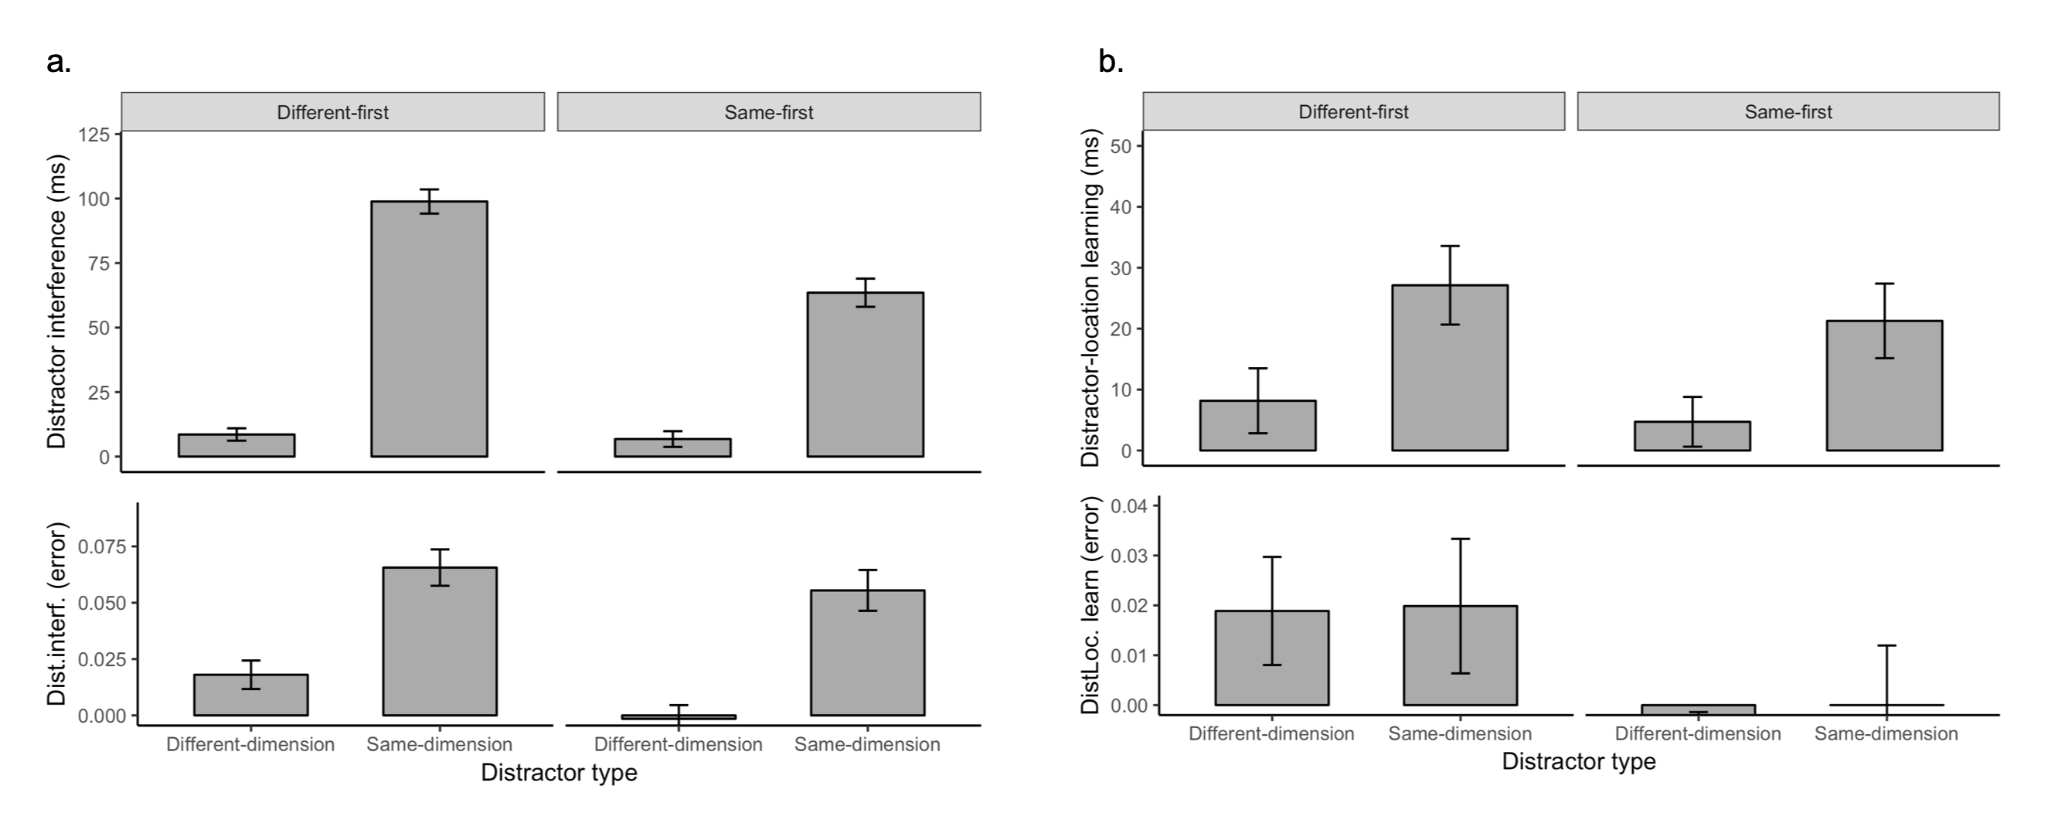 a.
Different-first
Same-first
Distractor interference (ms)
125
100
75
50
25
0
Dist.interf. (error)
0.075
0.050
0.025
0.000
Different-dimension
Same-dimension
Different-dimension
Same-dimension
Distractor type
b.
Different-first
Same-first
Distractor-location learning (ms)
50
40
30
20
10
0
DistLoc. learn (error)
0.04
0.03
0.02
0.01
0.00
Different-dimension
Same-dimension
Different-dimension
Same-dimension
Distractor type